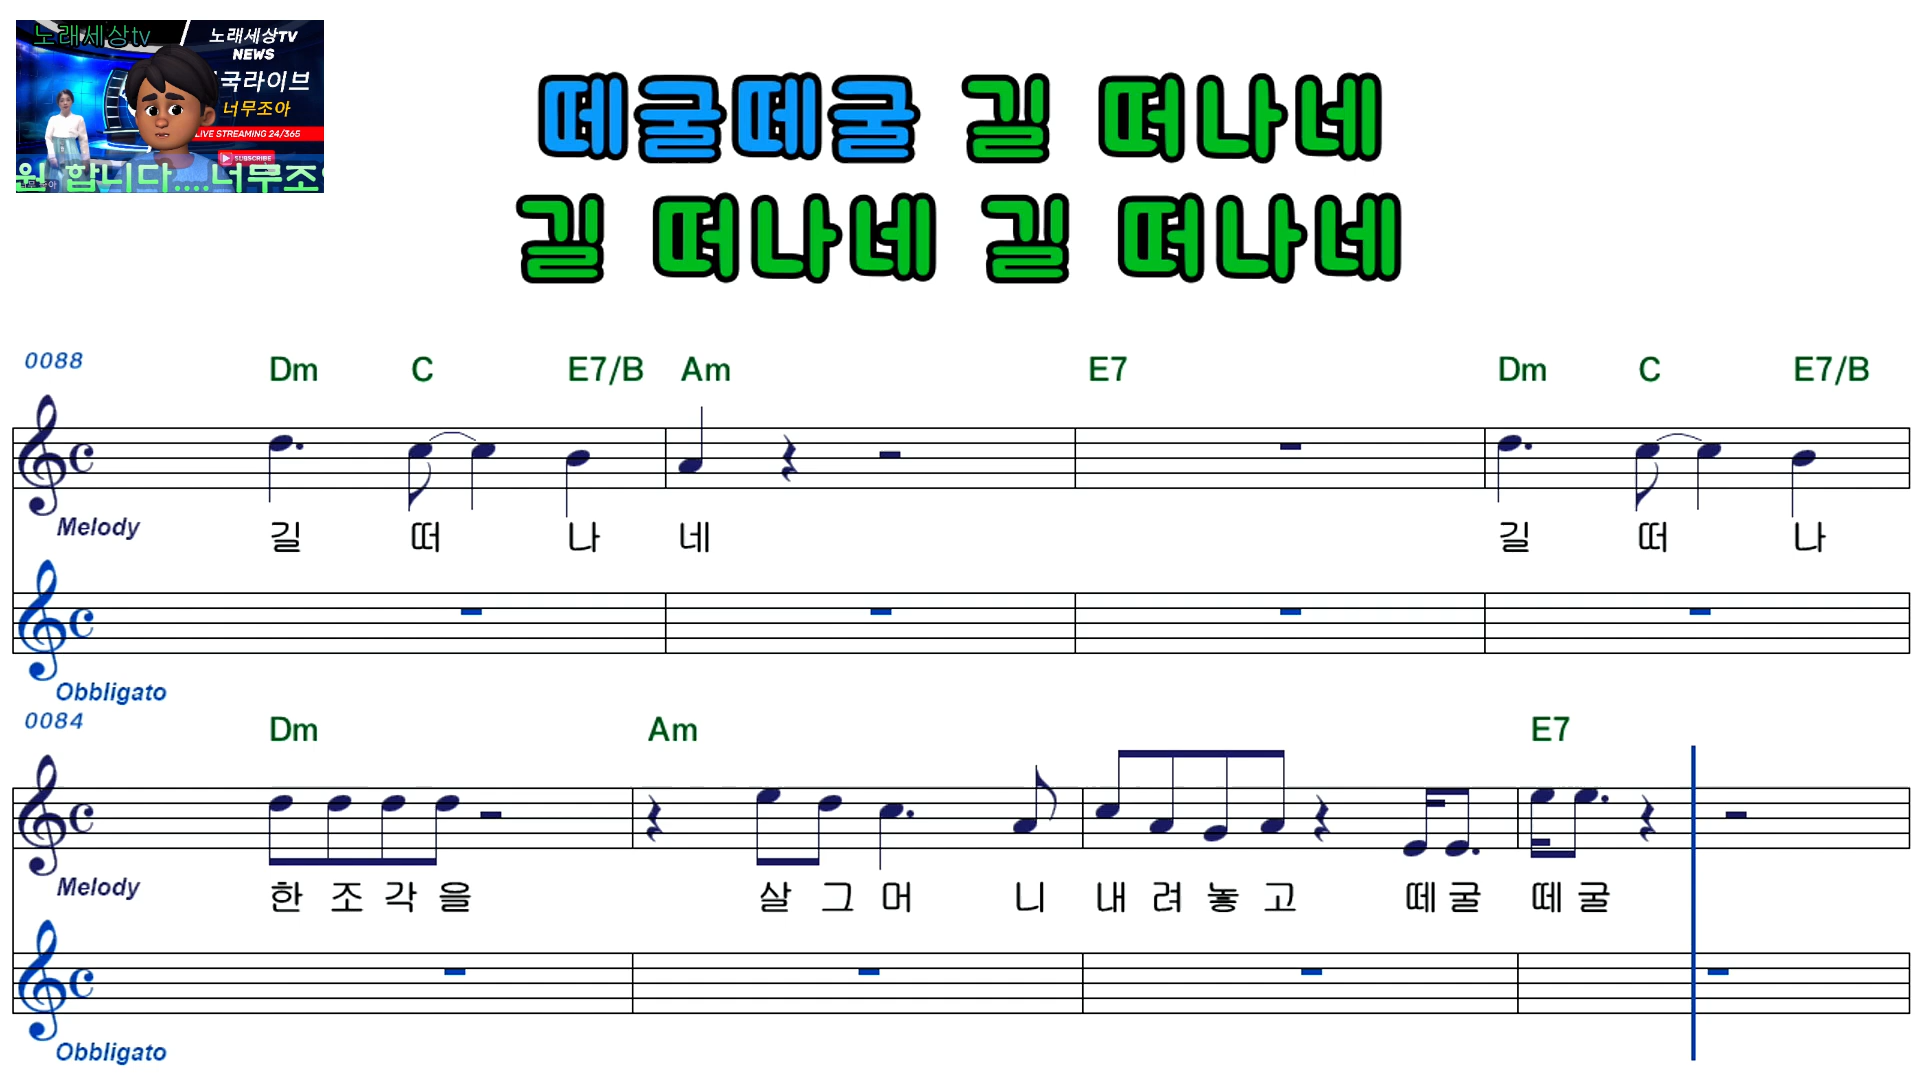 노래세상tv
노래세상TV
NEWS
국라이브
너무조아
LIVE STREAMING 24/365
SUBSCRIBE
합니다....너무조
떼굴떼굴 길 떠나네
길 떠나네 길 떠나네
0088
Dm C E7/B Am E7 Dm C E7/B
Melody
길 떠 나 네 길 떠 나
Obbligato
0084
Dm Am E7
Melody
한 조 각 을 살 그 머 니 내 려 놓 고 떼 굴 떼 굴
Obbligato